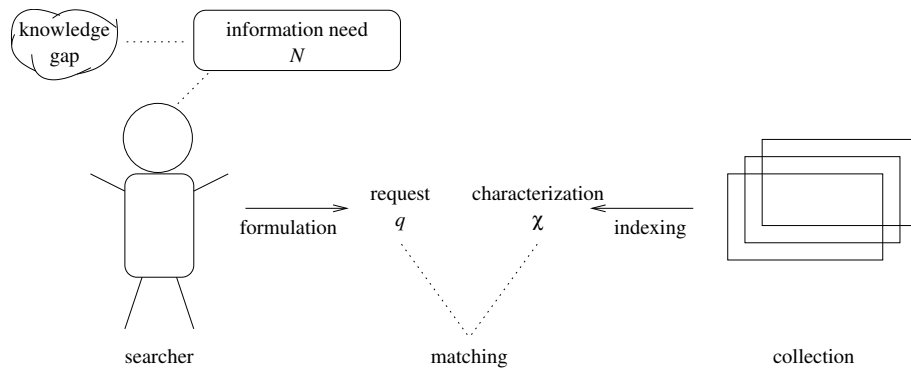 knowledge
gap
information need
N
request
q
characterization
χ
formulation
indexing
searcher
matching
collection